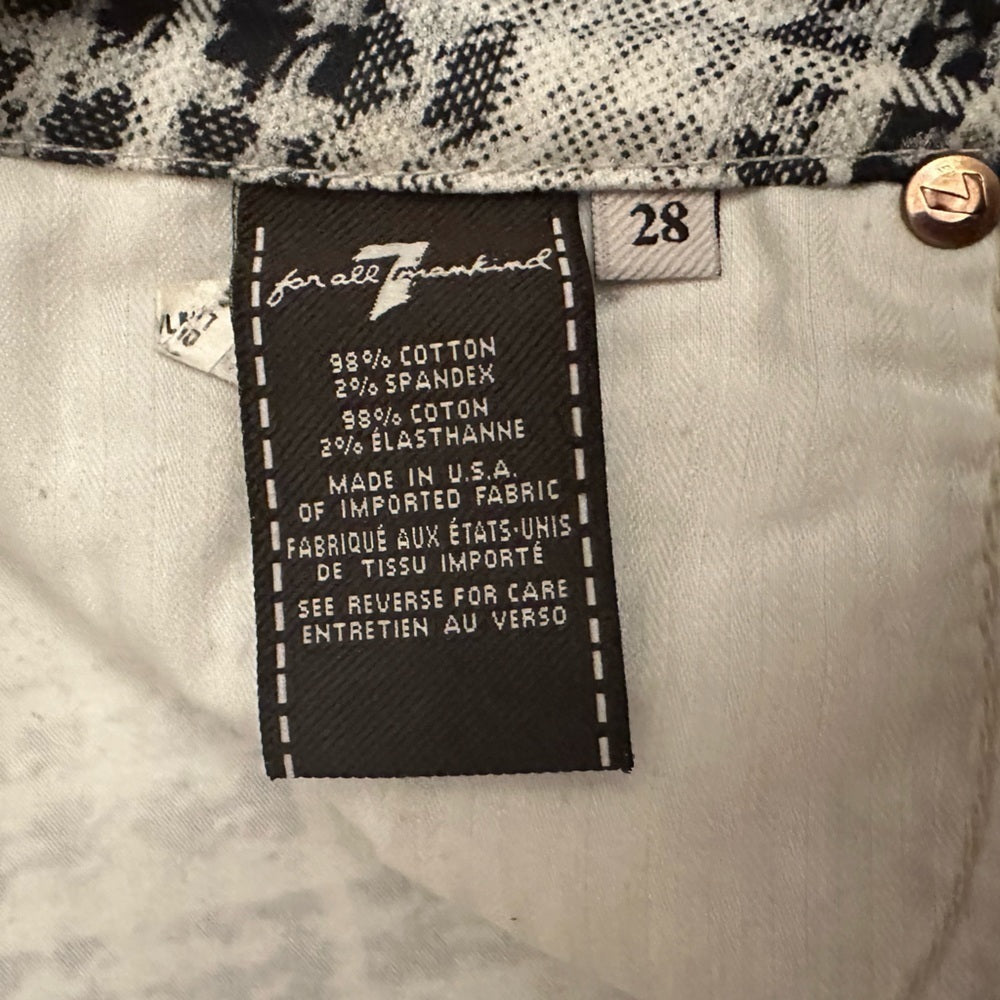 for all 7 mankind
28
98% COTTON
2% SPANDEX
98% COTON
2% ÉLASTHANNE
MADE IN U.S.A.
OF IMPORTED FABRIC
FABRIQUÉ AUX ÉTATS-UNIS
DE TISSU IMPORTÉ
SEE REVERSE FOR CARE
ENTRETIEN AU VERSO